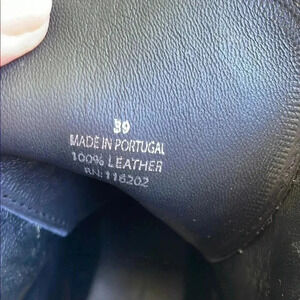 39
MADE IN PORTUGAL
100% LEATHER
RN: 116202